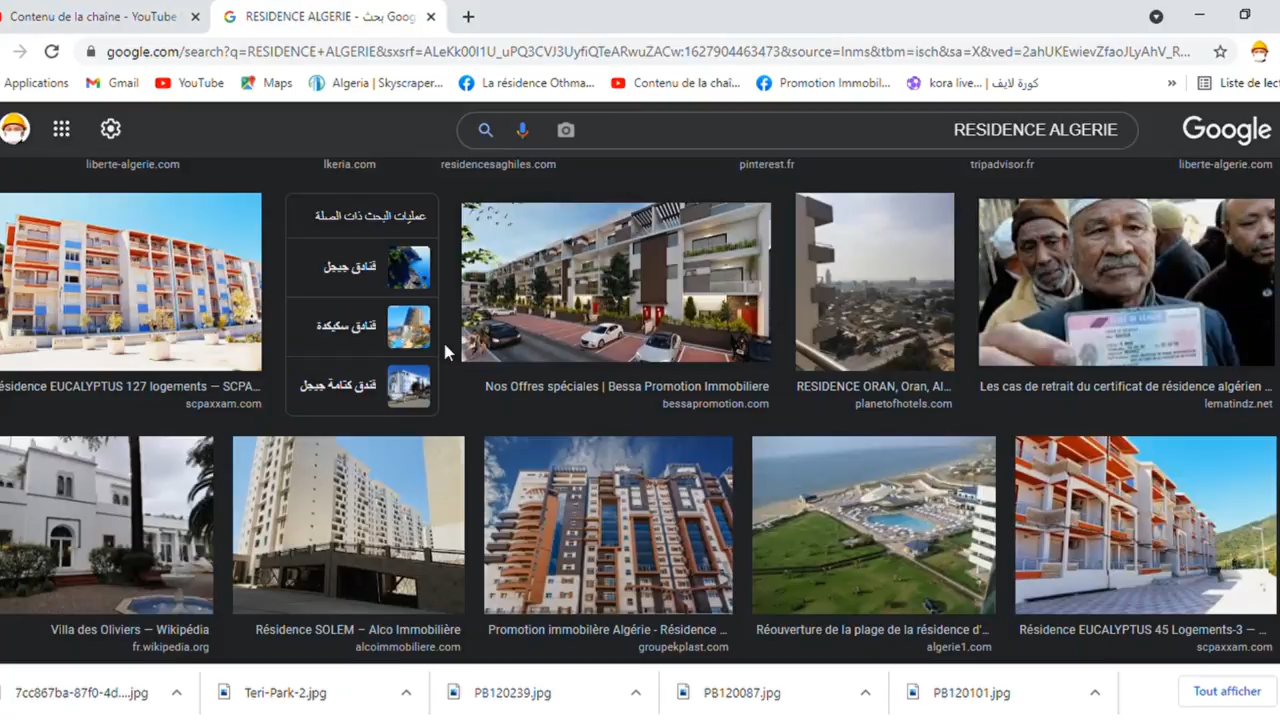 Contenu de la chaîne - YouTube
RESIDENCE ALGERIE - بحث Goog
google.com/search?q=RESIDENCE+ALGERIE&sxsrf=ALeKk00I1U_uPQ3CVJ3UyfiQTeARwuZACw:1627904463473&source=lnms&tbm=isch&sa=X&ved=2ahUKEwievZfaoJLyAhV_R...
Applications
Gmail
YouTube
Maps
Algeria | Skyscraper...
La résidence Othma...
Contenu de la chaî...
Promotion Immobil...
كورة لايف | ...kora live
»
Liste de lect
RESIDENCE ALGERIE
Google
liberte-algerie.com
lkeria.com
residencesaghiles.com
pinterest.fr
tripadvisor.fr
liberte-algerie.com
عمليات البحث ذات الصلة
فنادق جيجل
فنادق سكيكدة
فندق كتامة جيجل
ésidence EUCALYPTUS 127 logements — SCPA...
scpaxxam.com
Nos Offres spéciales | Bessa Promotion Immobiliere
bessapromotion.com
RESIDENCE ORAN, Oran, Al...
planetofhotels.com
Les cas de retrait du certificat de résidence algérien ...
lematindz.net
Villa des Oliviers — Wikipédia
fr.wikipedia.org
Résidence SOLEM – Alco Immobilière
alcoimmobiliere.com
Promotion immobilère Algérie - Résidence ...
groupekplast.com
Réouverture de la plage de la résidence d'...
algerie1.com
Résidence EUCALYPTUS 45 Logements-3 — ...
scpaxxam.com
7cc867ba-87f0-4d....jpg
Teri-Park-2.jpg
PB120239.jpg
PB120087.jpg
PB120101.jpg
Tout afficher